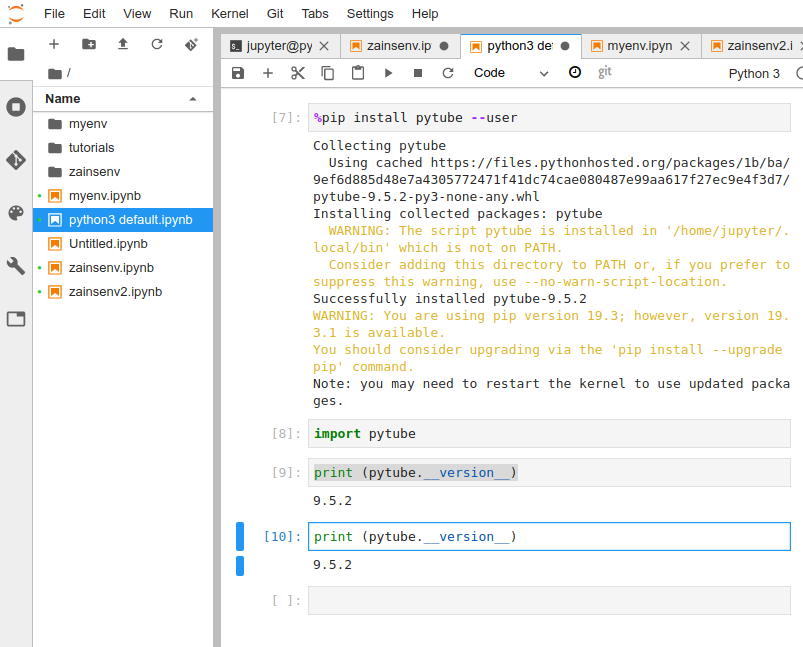 File Edit View Run Kernel Git Tabs Settings Help
jupyter@py
zainsenv.ip
python3 def
myenv.ipyn
zainsenv2.i
Code
git
Python 3
/
Name
myenv
tutorials
zainsenv
myenv.ipynb
python3 default.ipynb
Untitled.ipynb
zainsenv.ipynb
zainsenv2.ipynb
[7]: %pip install pytube --user
Collecting pytube
Using cached https://files.pythonhosted.org/packages/1b/ba/
9ef6d885d48e7a4305772471f41dc74cae080487e99aa617f27ec9e4f3d7/
pytube-9.5.2-py3-none-any.whl
Installing collected packages: pytube
WARNING: The script pytube is installed in '/home/jupyter/.
local/bin' which is not on PATH.
Consider adding this directory to PATH or, if you prefer to
suppress this warning, use --no-warn-script-location.
Successfully installed pytube-9.5.2
WARNING: You are using pip version 19.3; however, version 19.
3.1 is available.
You should consider upgrading via the 'pip install --upgrade
pip' command.
Note: you may need to restart the kernel to use updated packa
ges.
[8]: import pytube
[9]: print (pytube.__version__)
9.5.2
[10]: print (pytube.__version__)
9.5.2
[ ]: